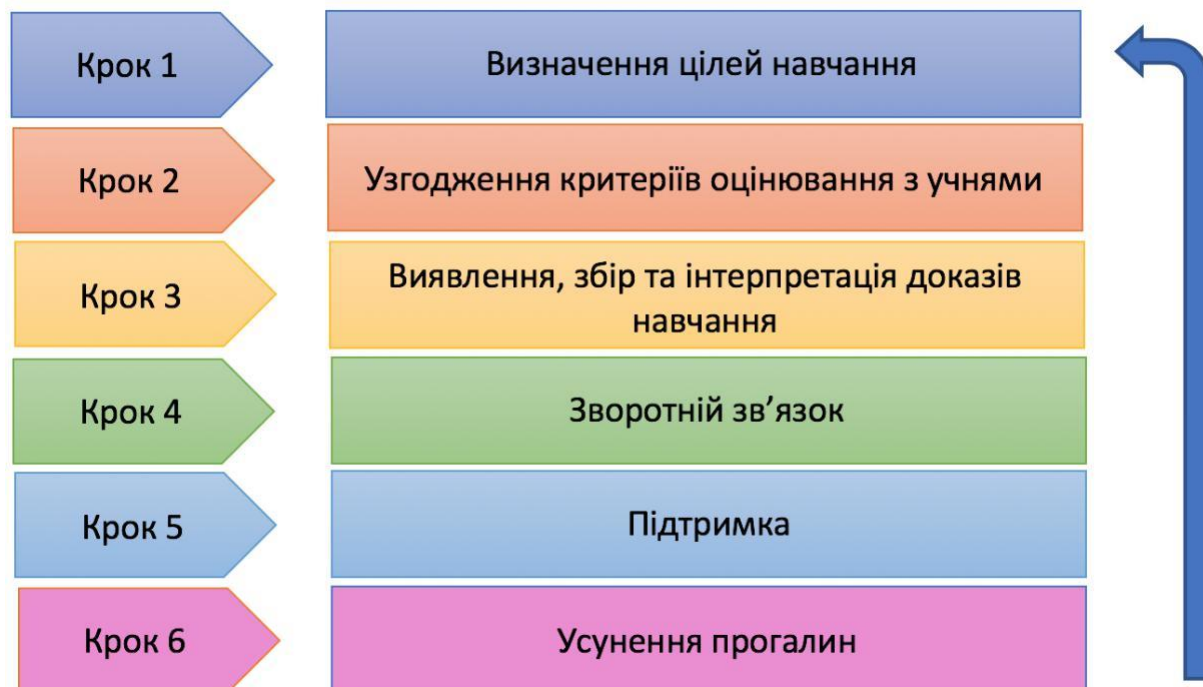 Крок 1
Визначення цілей навчання
Крок 2
Узгодження критеріїв оцінювання з учнями
Крок 3
Виявлення, збір та інтерпретація доказів
навчання
Крок 4
Зворотній зв’язок
Крок 5
Підтримка
Крок 6
Усунення прогалин